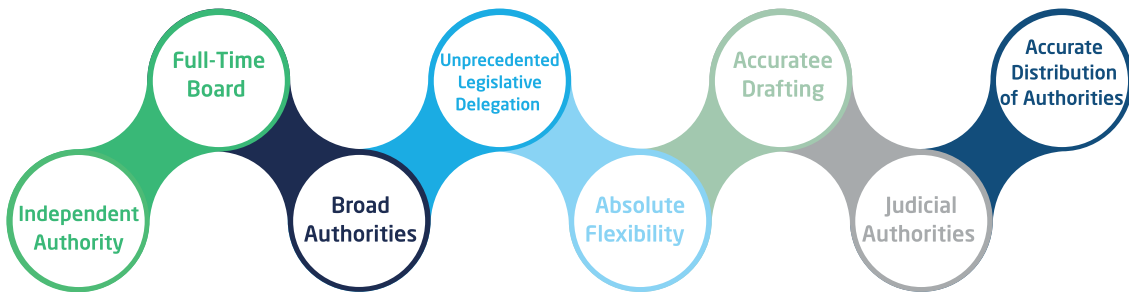 Independent
Authority
Full-Time
Board
Broad
Authorities
Unprecedented
Legislative
Delegation
Absolute
Flexibility
Accuratee
Drafting
Judicial
Authorities
Accurate
Distribution
of Authorities